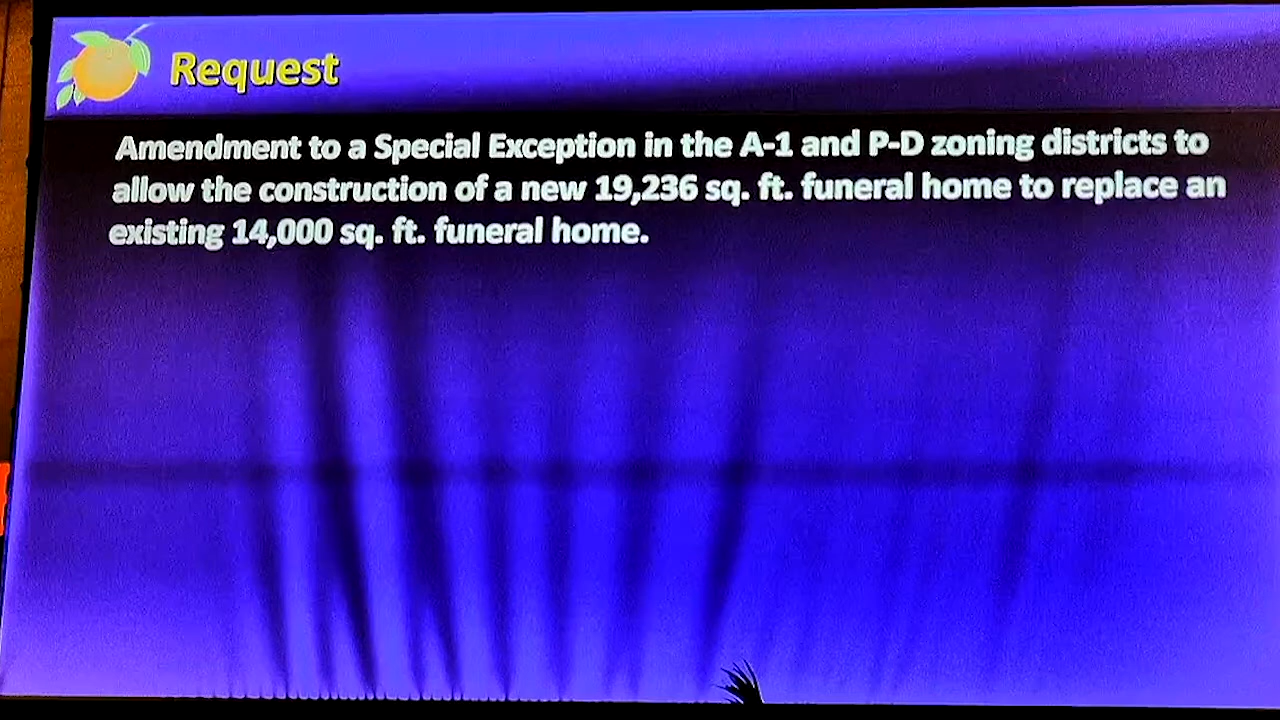 Request
Amendment to a Special Exception in the A-1 and P-D zoning districts to
allow the construction of a new 19,236 sq. ft. funeral home to replace an
existing 14,000 sq. ft. funeral home.